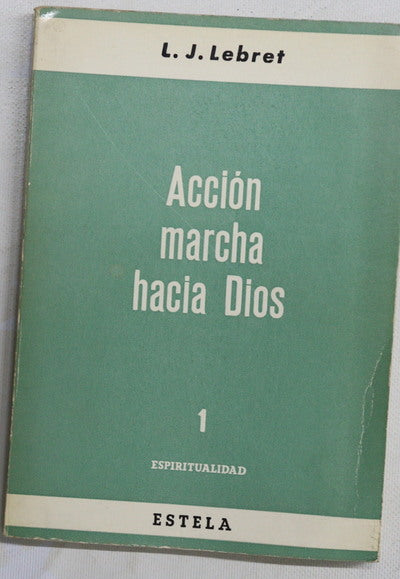 L. J. Lebret
Acción
marcha
hacia Dios
1
ESPIRITUALIDAD
ESTELA